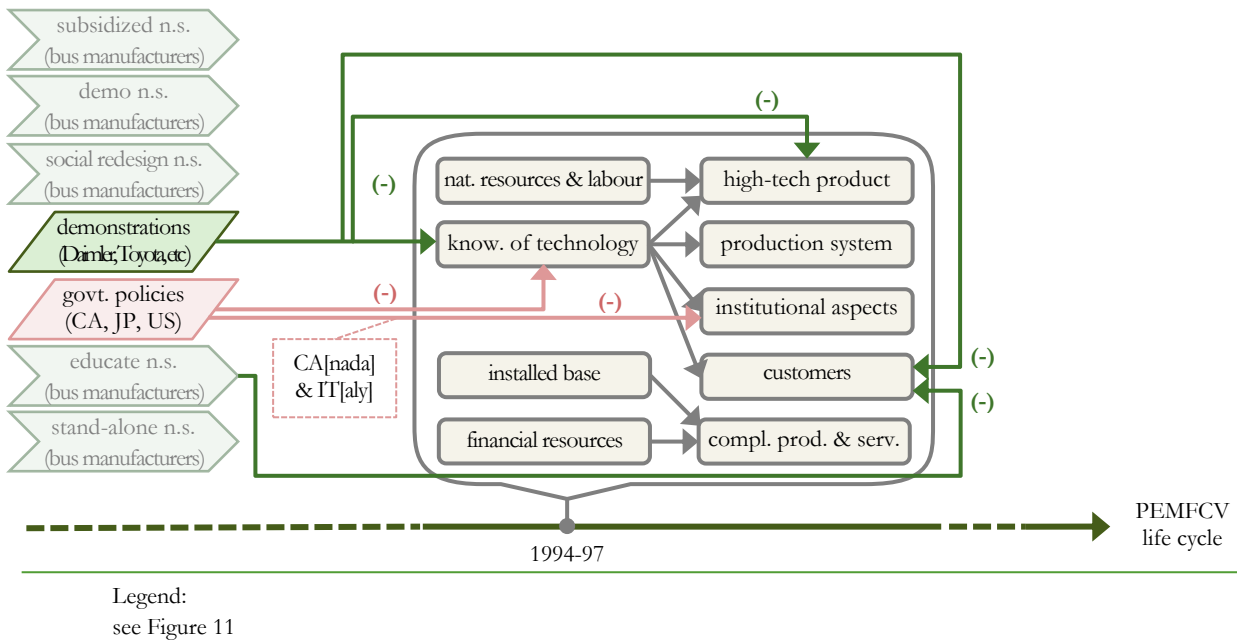 subsidized n.s.
(bus manufacturers)
demo n.s.
(bus manufacturers)
social redesign n.s.
(bus manufacturers)
demonstrations
(Daimler,Toyota,etc)
govt. policies
(CA, JP, US)
educate n.s.
(bus manufacturers)
stand-alone n.s.
(bus manufacturers)
(-)
(-)
(-)
(-)
(-)
(-)
CA[nada]
& IT[aly]
nat. resources & labour
know. of technology
installed base
financial resources
high-tech product
production system
institutional aspects
customers
compl. prod. & serv.
1994-97
PEMFCV
life cycle
Legend:
see Figure 11